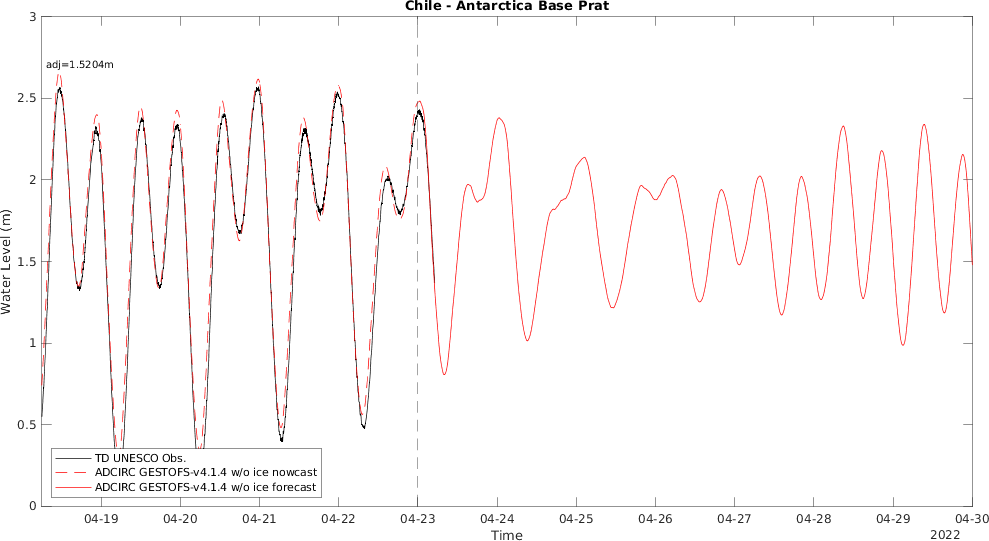 Chile - Antarctica Base Prat
adj=1.5204m
3
2.5
2
1.5
1
0.5
0
Water Level (m)
TD UNESCO Obs.
ADCIRC GESTOFS-v4.1.4 w/o ice nowcast
ADCIRC GESTOFS-v4.1.4 w/o ice forecast
04-19 04-20 04-21 04-22 04-23 04-24 04-25 04-26 04-27 04-28 04-29 04-30
Time
2022